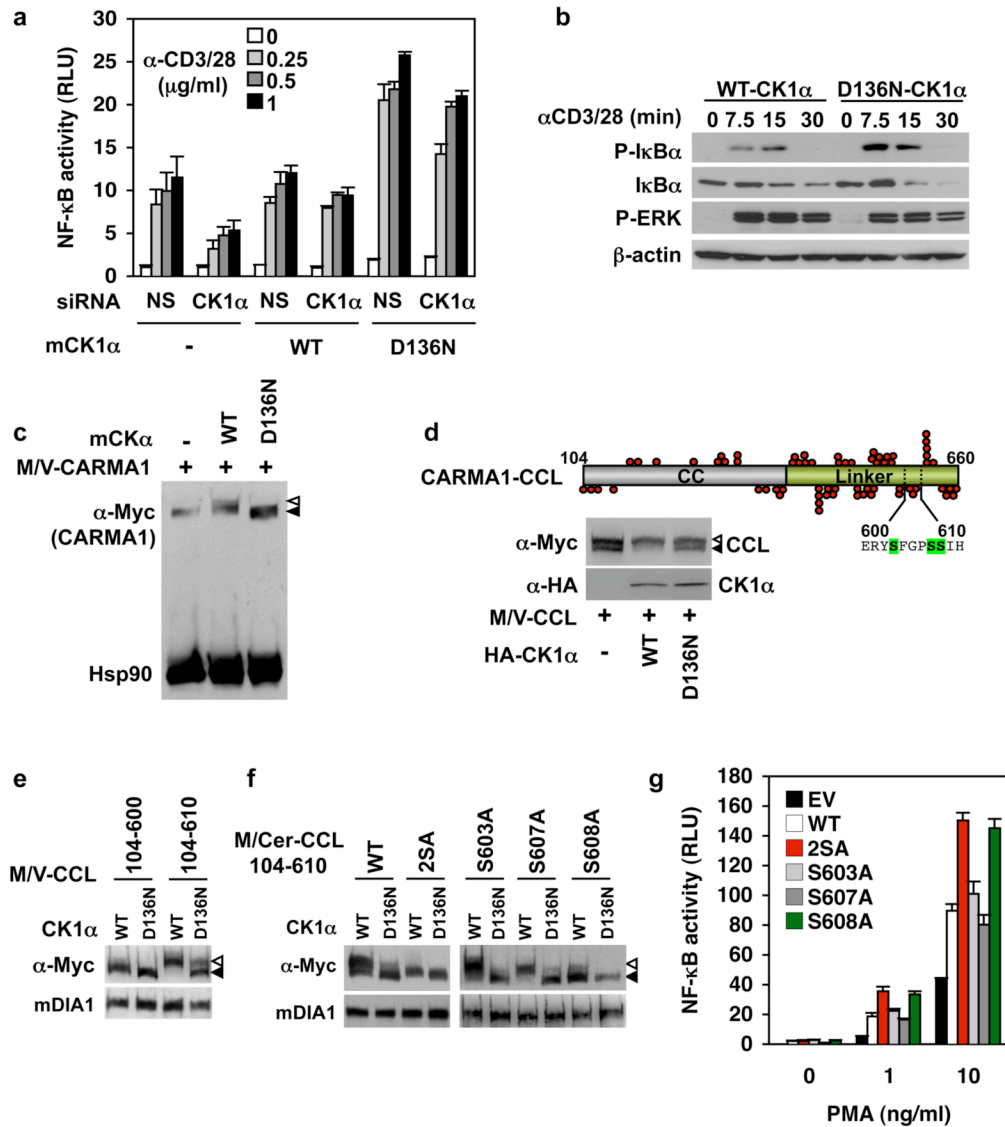 a
NF-κB activity (RLU)
30
25
20
15
10
5
0
α-CD3/28
(μg/ml)
0
0.25
0.5
1
siRNA NS CK1α NS CK1α NS CK1α
mCK1α - WT D136N
b
WT-CK1α D136N-CK1α
αCD3/28 (min) 0 7.5 15 30 0 7.5 15 30
P-IκBα
IκBα
P-ERK
β-actin
c
mCKα - WT D136N
M/V-CARMA1 + + +
α-Myc
(CARMA1)
Hsp90
d
104 660
CARMA1-CCL CC Linker
600 610
ERYSFGPSSIH
α-Myc CCL
α-HA CK1α
M/V-CCL + + +
HA-CK1α - WT D136N
e
M/V-CCL 104-600 104-610
CK1α WT D136N WT D136N
α-Myc
mDIA1
f
M/Cer-CCL
104-610
WT 2SA S603A S607A S608A
CK1α WT D136N WT D136N WT D136N WT D136N WT D136N
α-Myc
mDIA1
g
NF-κB activity (RLU)
180
160
140
120
100
80
60
40
20
0
EV
WT
2SA
S603A
S607A
S608A
0 1 10
PMA (ng/ml)